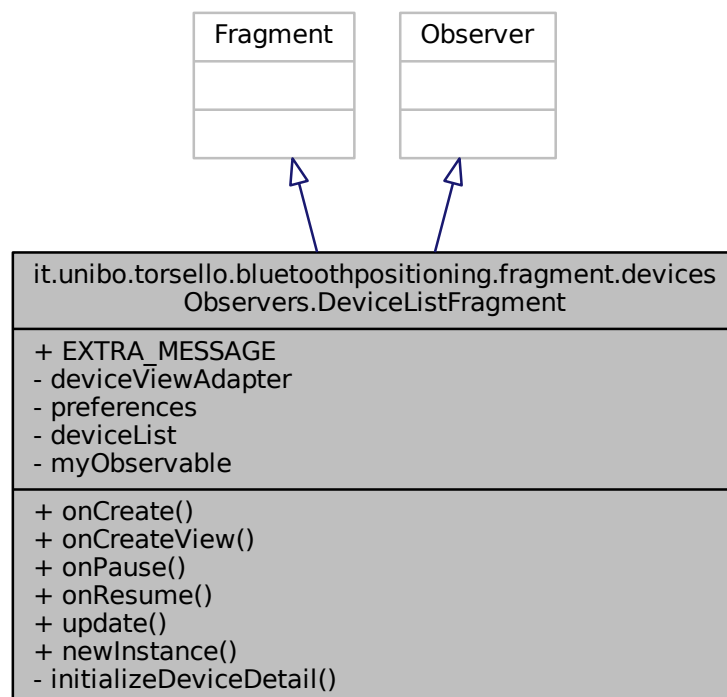 Fragment
Observer
it.unibo.torsello.bluetoothpositioning.fragment.devices
Observers.DeviceListFragment
+ EXTRA_MESSAGE
- deviceViewAdapter
- preferences
- deviceList
- myObservable
+ onCreate()
+ onCreateView()
+ onPause()
+ onResume()
+ update()
+ newInstance()
- initializeDeviceDetail()